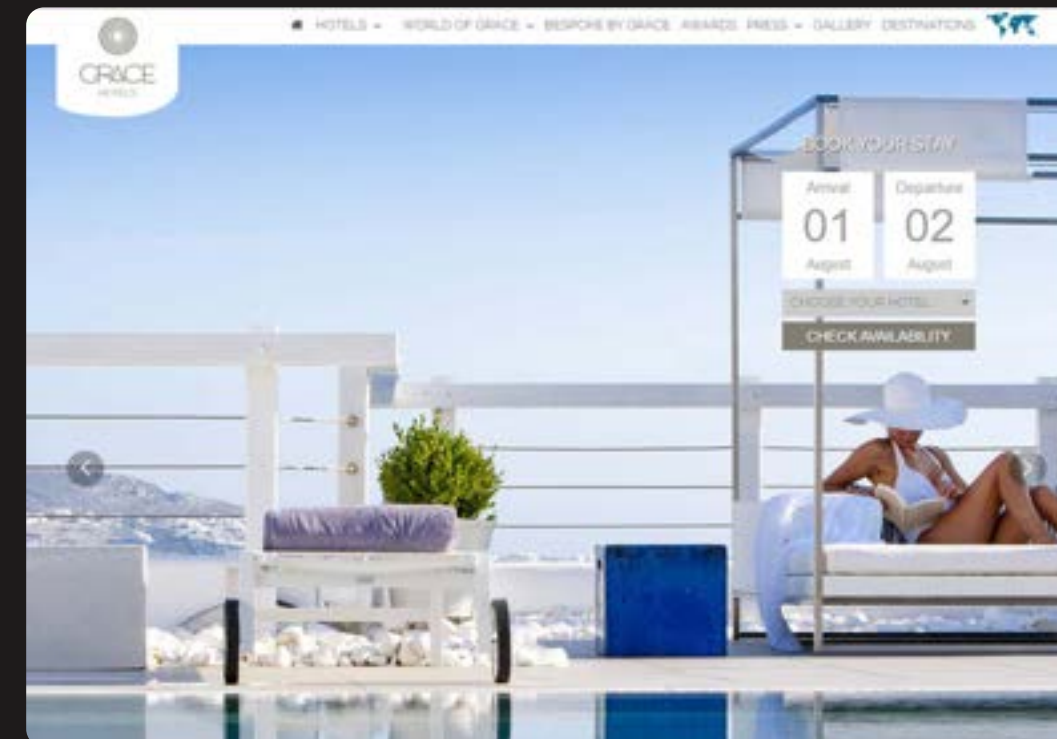 HOTELS WORLD OF GRACE BESPOKE BY GRACE AWARDS PRESS GALLERY DESTINATIONS
GRACE
HOTELS
BOOK YOUR STAY
Arrival Departure
01 02
August August
CHOOSE YOUR HOTEL
CHECK AVAILABILITY